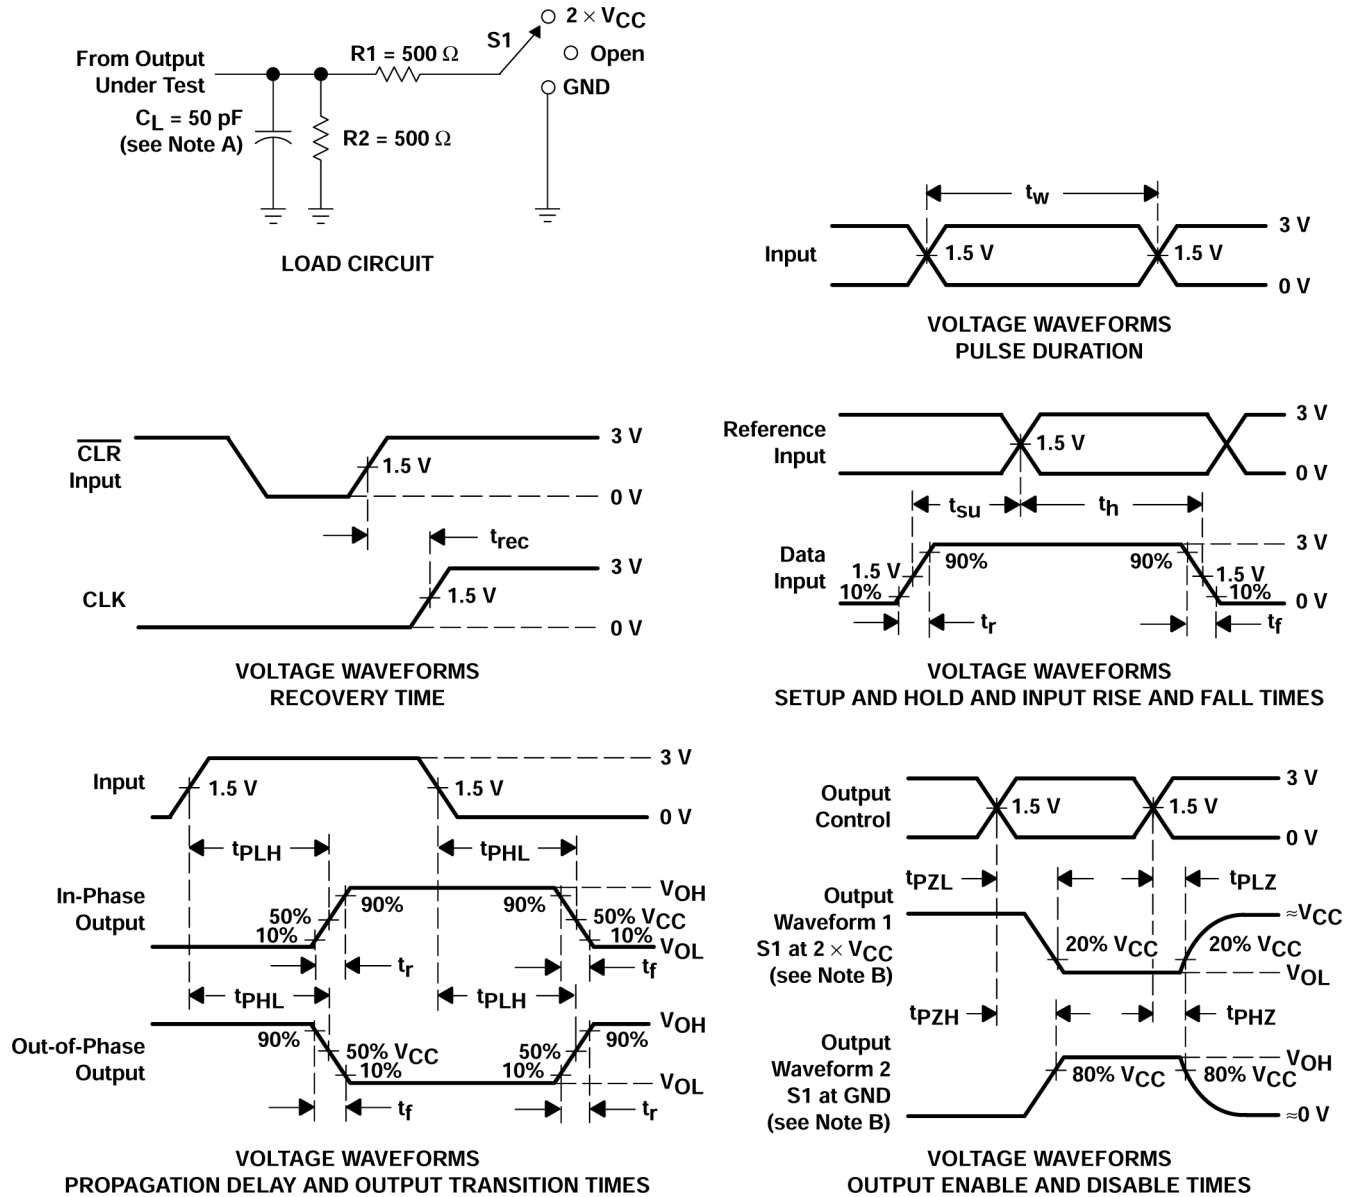 From Output
Under Test
CL = 50 pF
(see Note A)
R1 = 500 Ω
R2 = 500 Ω
S1
2 × VCC
Open
GND
LOAD CIRCUIT
tw
Input
1.5 V
1.5 V
3 V
0 V
VOLTAGE WAVEFORMS
PULSE DURATION
CLR
Input
1.5 V
3 V
0 V
trec
CLK
1.5 V
3 V
0 V
VOLTAGE WAVEFORMS
RECOVERY TIME
Reference
Input
1.5 V
3 V
0 V
tsu
th
Data
Input
1.5 V
10%
90%
90%
1.5 V
10%
3 V
0 V
tr
tf
VOLTAGE WAVEFORMS
SETUP AND HOLD AND INPUT RISE AND FALL TIMES
Input
1.5 V
1.5 V
3 V
0 V
tPLH
tPHL
In-Phase
Output
50%
10%
90%
90%
50% VCC
10%
VOH
VOL
tr
tf
tPHL
tPLH
Out-of-Phase
Output
90%
50% VCC
10%
50%
10%
90%
VOH
VOL
tf
tr
VOLTAGE WAVEFORMS
PROPAGATION DELAY AND OUTPUT TRANSITION TIMES
Output
Control
1.5 V
1.5 V
3 V
0 V
tPZL
tPLZ
Output
Waveform 1
S1 at 2 × VCC
(see Note B)
20% VCC
20% VCC
≈VCC
VOL
tPZH
tPHZ
Output
Waveform 2
S1 at GND
(see Note B)
80% VCC
80% VCC
VOH
≈0 V
VOLTAGE WAVEFORMS
OUTPUT ENABLE AND DISABLE TIMES